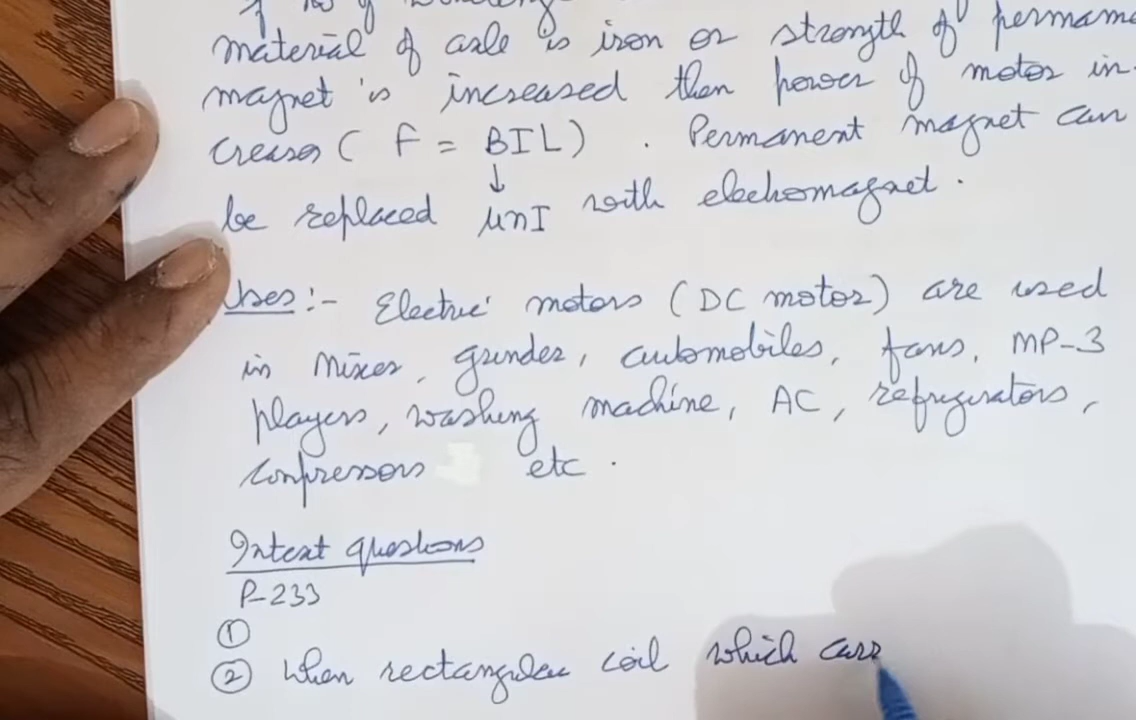 material of axle is iron or strength of permame
magnet is increased then power of motor in-
creases ( F = BIL) . Permanent magnet can
↓
be replaced μnI with electromagnet.
Uses :- Electric motors (DC motor) are used
in mixer, grinder, automobiles, fans, MP-3
players, washing machine, AC, refrigerators,
compressors etc.
Intext questions
P-233
①
② When rectangular coil which carr